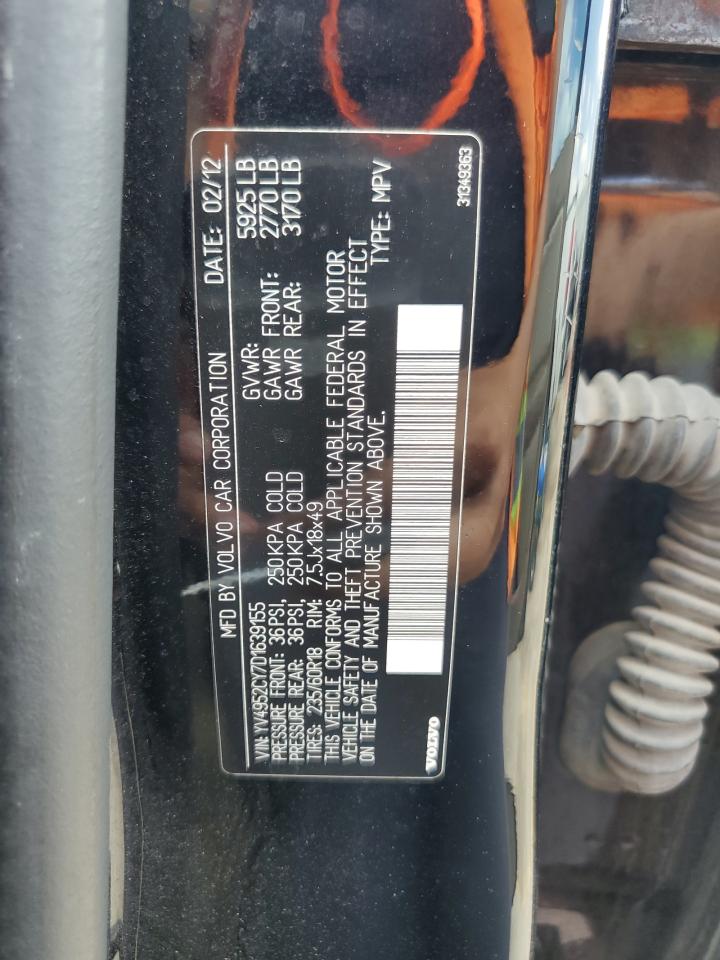 MFD BY VOLVO CAR CORPORATION DATE: 02/12
VIN: YV4952CY7D1639155 GVWR: 5925 LB
PRESSURE FRONT: 36PSI, 250KPA COLD GAWR FRONT: 2770 LB
PRESSURE REAR: 36PSI, 250KPA COLD GAWR REAR: 3170 LB
TIRES: 235/60R18 RIM: 7.5Jx18x49
THIS VEHICLE CONFORMS TO ALL APPLICABLE FEDERAL MOTOR
VEHICLE SAFETY AND THEFT PREVENTION STANDARDS IN EFFECT
ON THE DATE OF MANUFACTURE SHOWN ABOVE. TYPE: MPV
VOLVO
31349363